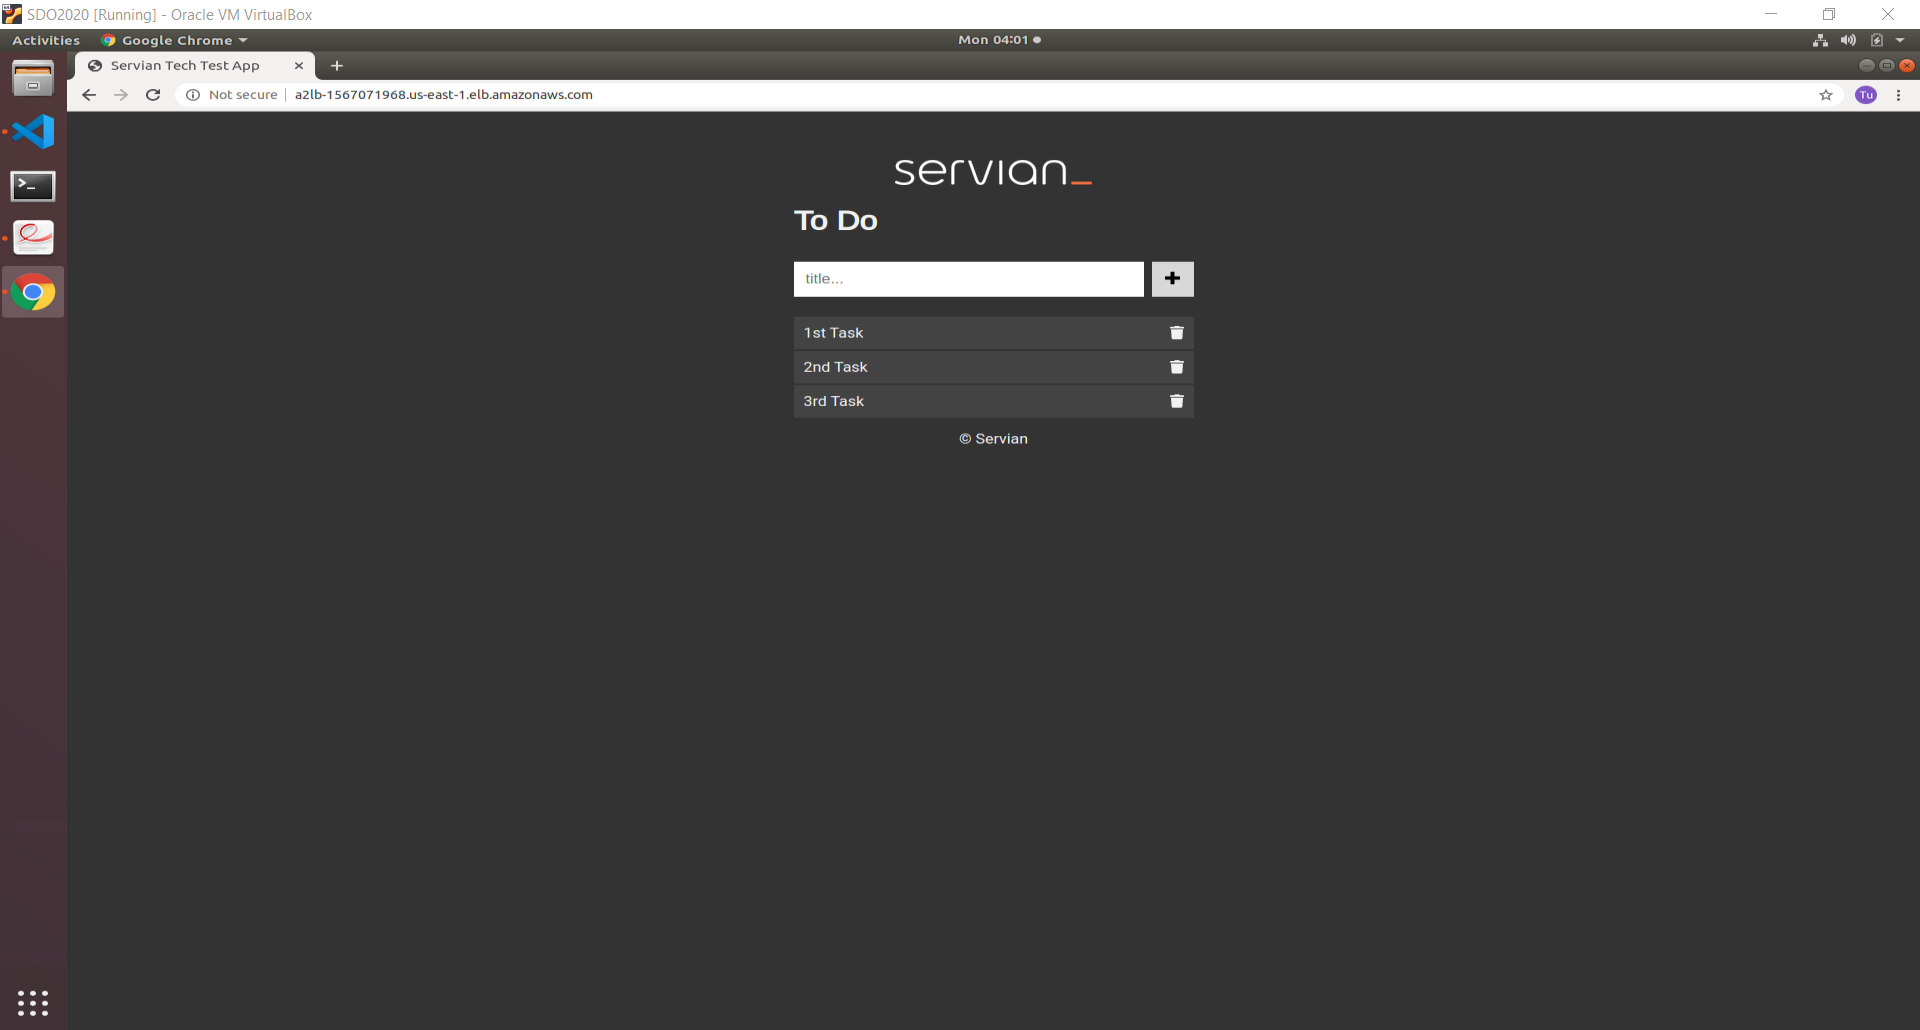 SDO2020 [Running] - Oracle VM VirtualBox
Activities Google Chrome Mon 04:01
Servian Tech Test App
Not secure a2lb-1567071968.us-east-1.elb.amazonaws.com Tu
servian_
To Do
title...
1st Task
2nd Task
3rd Task
© Servian